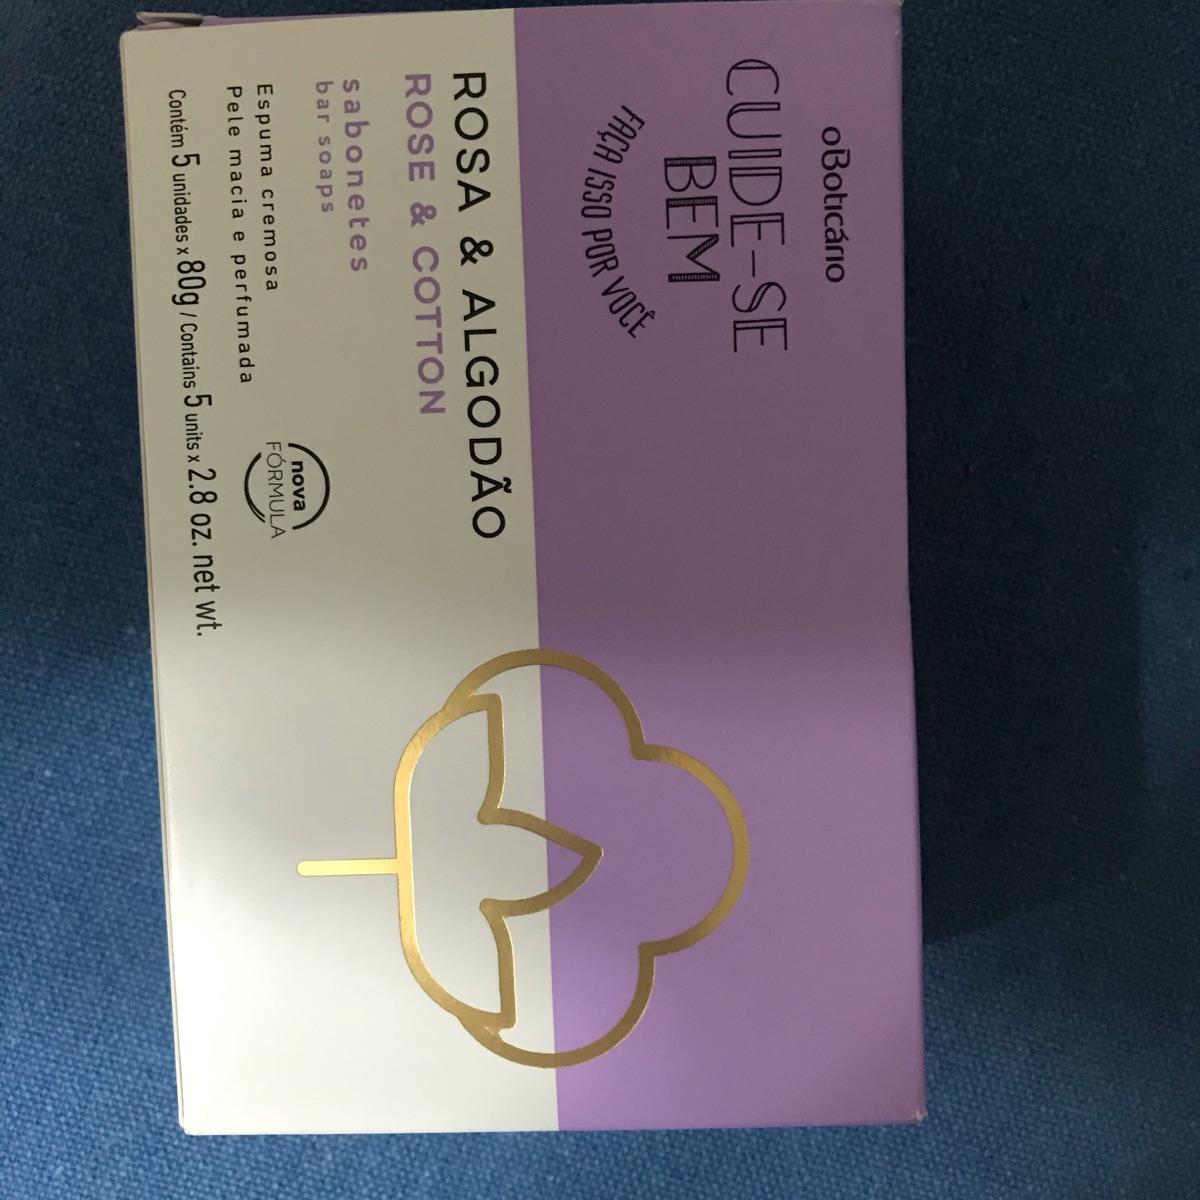 oBoticário
CUIDE-SE
BEM
FAÇA ISSO POR VOCÊ
ROSA & ALGODÃO
ROSE & COTTON
sabonetes
bar soaps
Espuma cremosa
Pele macia e perfumada
nova
FÓRMULA
Contém 5 unidades x 80g / Contains 5 units x 2.8 oz. net wt.